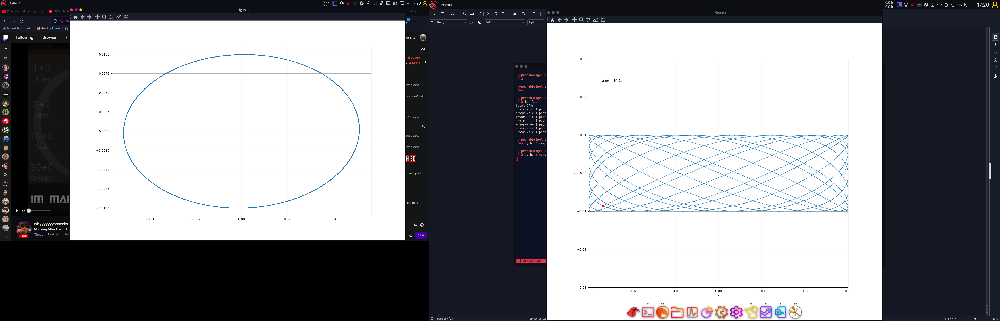 Python3
0.0 b
0.0 b
us
17:20
(2) MountainBeastMyste
(2) Ditch Vir
Import bookmarks...
Getting Started
Following
Browse
Quick pairing
1+0
Bullet
3+2
Blitz
10+0
Rapid
30+0
Classical
whyyyyyyysoseriou
LIVE
Mocking After Dark...lic
Chess
Strategy
Act
Figure 2
0.0100
0.0075
0.0050
0.0025
0.0000
−0.0025
−0.0050
−0.0075
−0.0100
−0.04
−0.02
0.00
0.02
0.04
et Bits
30,018
14,141
leted by a
vant a refund
leted by a
leted by a
leted by a
NED
gonna post
g
f opening
Chat
Python3
0.0 b
0.0 b
us
17:20
Text Body
Calibri
8 pt
pecneb@rigel i
λ
pecneb@rigel i
λ
pecneb@rigel i
λ ls -lap
total 3736
drwxr-xr-x 1 pecn
drwxr-xr-x 1 pecn
drwxr-xr-x 1 pecn
-rw-r--r-- 1 pecn
-rw-r--r-- 1 pecn
-rw-r--r-- 1 pecn
-rwxr-xr-x 1 pecn
pecneb@rigel i
λ python3 rezg
pecneb@rigel i
λ python3 rezg
[0] 0:python3*
Figure 1
time = 14.5s
0.03
0.02
0.01
0.00
−0.01
−0.02
−0.03
Z
−0.03
−0.02
−0.01
0.00
0.01
0.02
0.03
X
Page 25 of 25
464 words, 3,1
160%